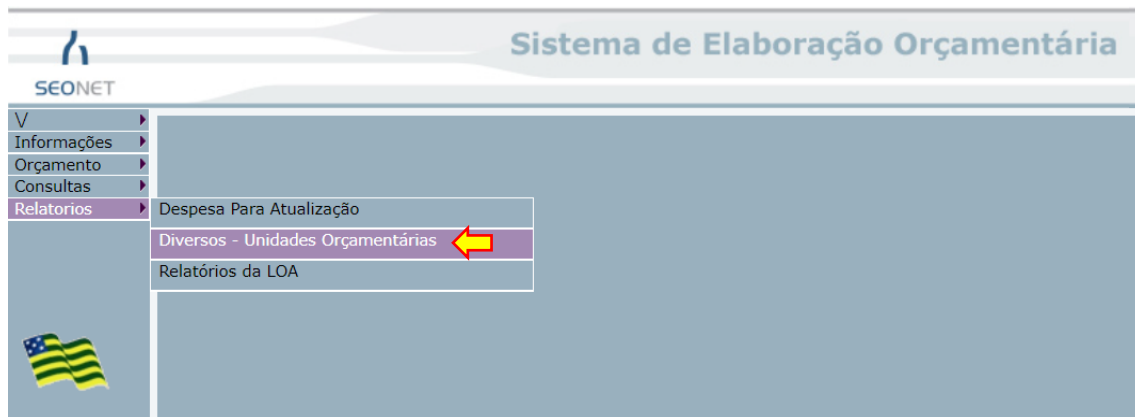 Sistema de Elaboração Orçamentária
SEONET
\/
Informações
Orçamento
Consultas
Relatorios
Despesa Para Atualização
Diversos - Unidades Orçamentárias
Relatórios da LOA